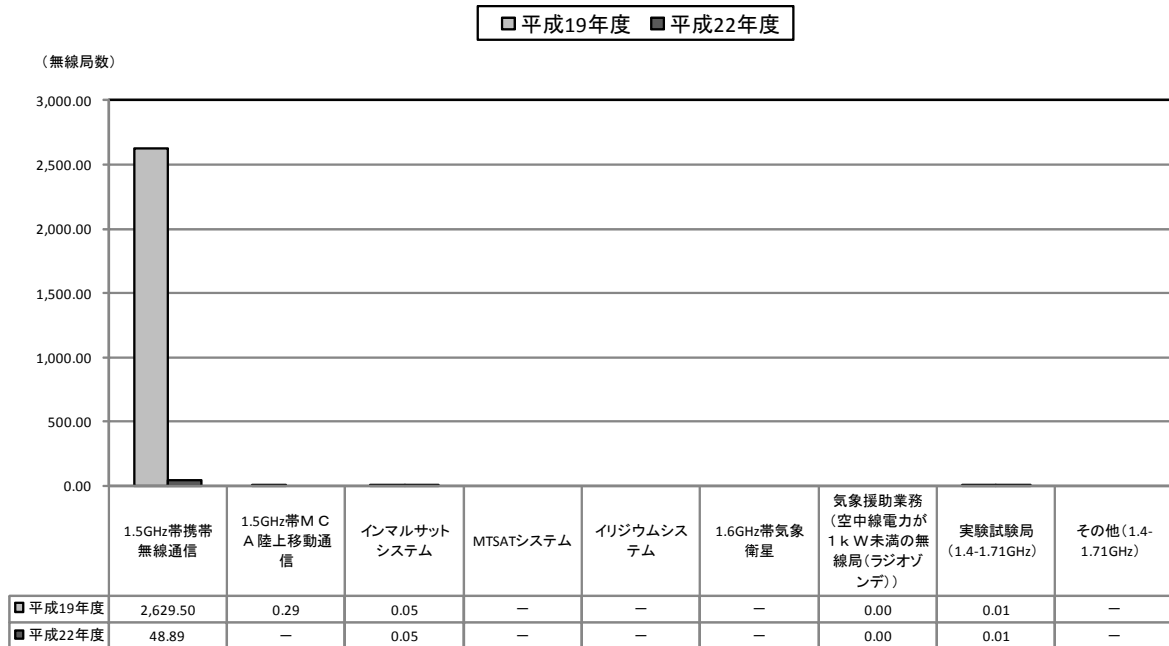 平成19年度 平成22年度
（無線局数）
3,000.00
2,500.00
2,000.00
1,500.00
1,000.00
500.00
0.00
1.5GHz帯携帯
無線通信
1.5GHz帯ＭＣ
Ａ陸上移動通
信
インマルサット
システム
MTSATシステム
イリジウムシス
テム
1.6GHz帯気象
衛星
気象援助業務
（空中線電力が
１ｋＷ未満の無
線局（ラジオゾ
ンデ））
実験試験局
（1.4-1.71GHz）
その他（1.4-
1.71GHz）
平成19年度 2,629.50 0.29 0.05 － － － 0.00 0.01 －
平成22年度 48.89 － 0.05 － － － 0.00 0.01 －